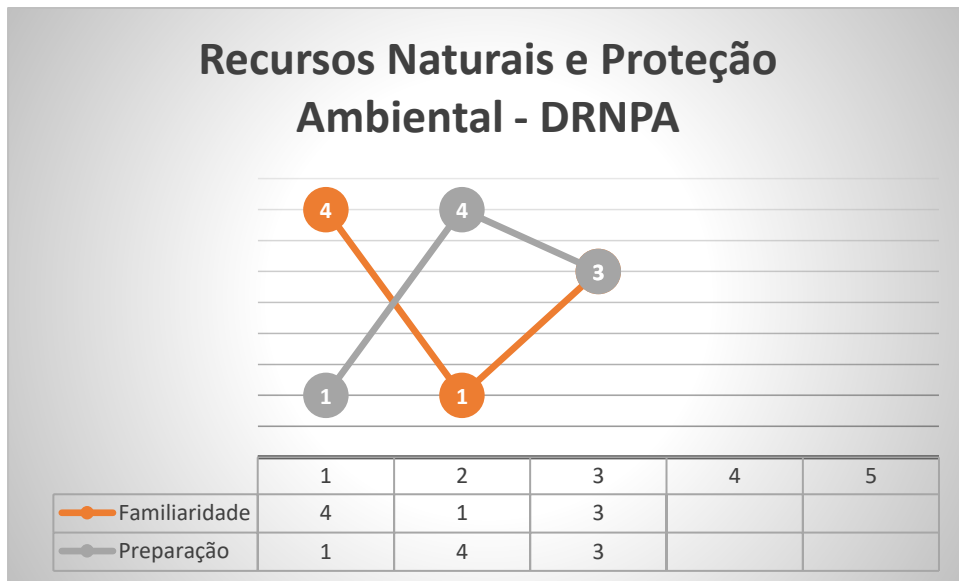 Recursos Naturais e Proteção
Ambiental - DRNPA
4
4
3
1
1
1 2 3 4 5
Familiaridade 4 1 3
Preparação 1 4 3